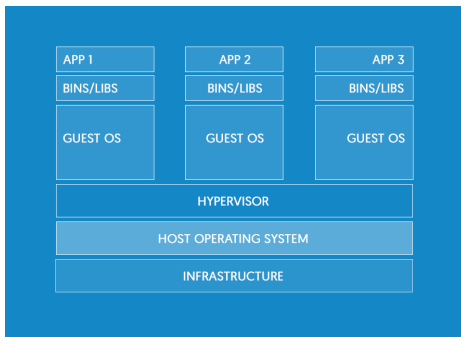 APP 1
APP 2
APP 3
BINS/LIBS
BINS/LIBS
BINS/LIBS
GUEST OS
GUEST OS
GUEST OS
HYPERVISOR
HOST OPERATING SYSTEM
INFRASTRUCTURE